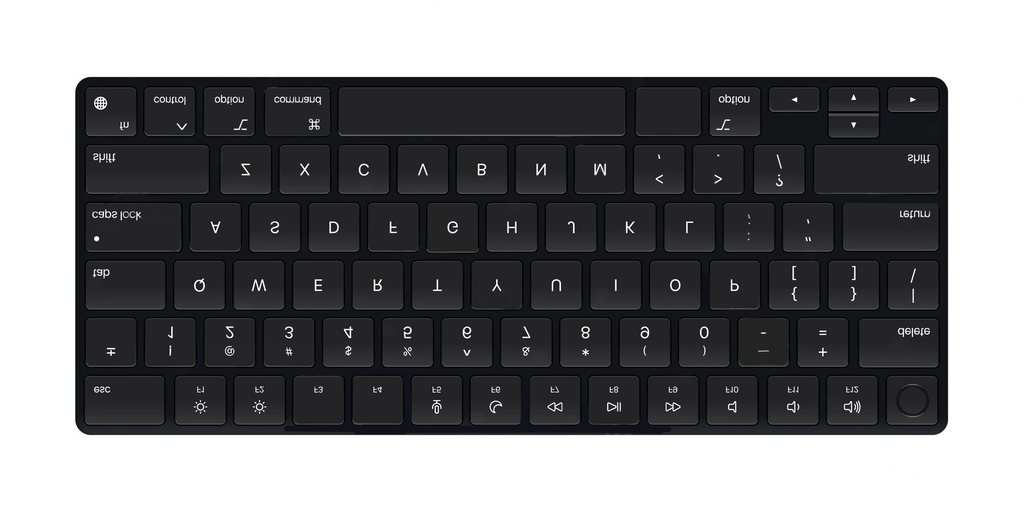 control option command option
fn ⌃ ⌥ ⌘ ⌥
◄ ▲ ►
▼
shift , . / shift
Z X C V B N M
< > ?
caps lock ; ' return
A S D F G H J K L
: "
tab [ ] \
Q W E R T Y U I O P
{ } |
1 2 3 4 5 6 7 8 9 0 - = delete
± ! @ # $ % ^ & * ( ) — +
esc F1 F2 F3 F4 F5 F6 F7 F8 F9 F10 F11 F12